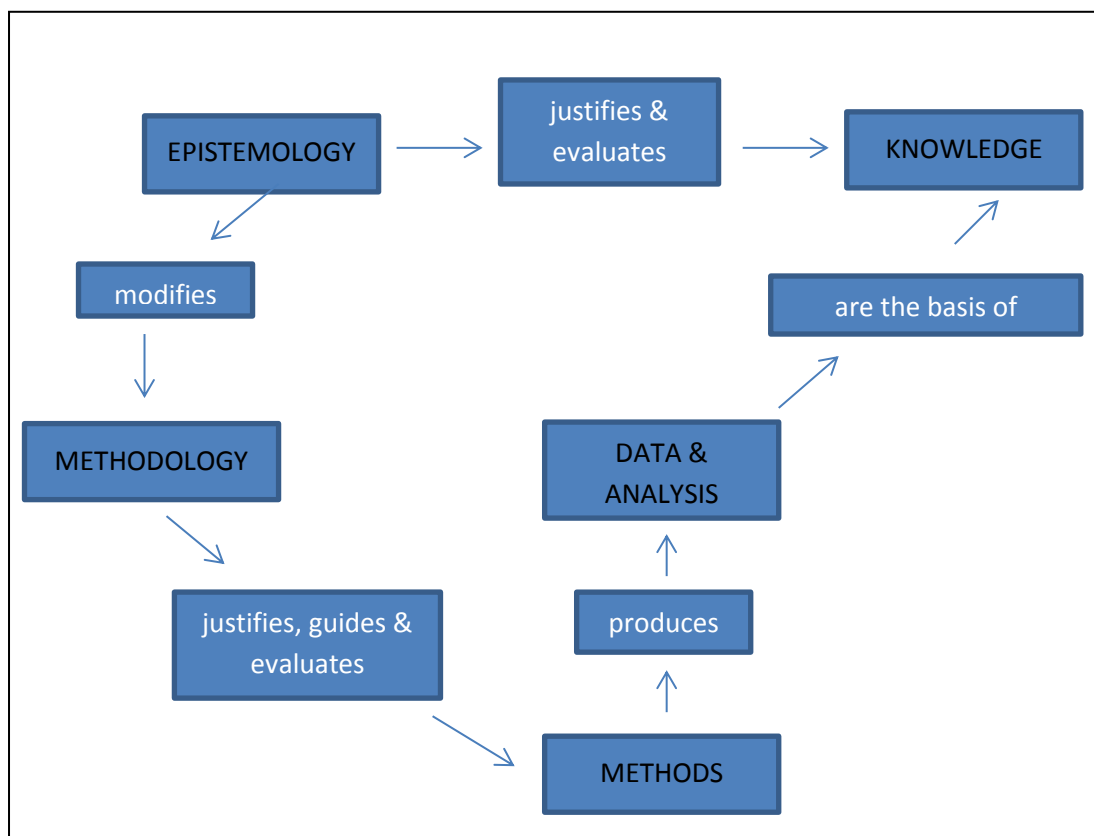 EPISTEMOLOGY
justifies &
evaluates
KNOWLEDGE
modifies
are the basis of
METHODOLOGY
DATA &
ANALYSIS
justifies, guides &
evaluates
produces
METHODS